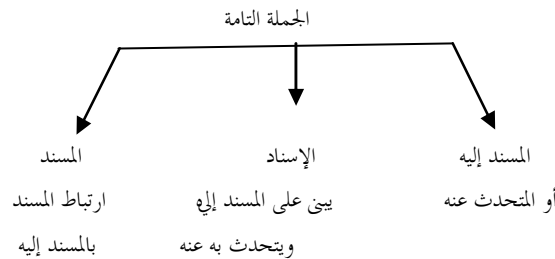 الجملة التامة
المسند إليه الإسناد المسند
أو المتحدث عنه يبنى على المسند إليه ارتباط المسند
ويتحدث به عنه بالمسند إليه